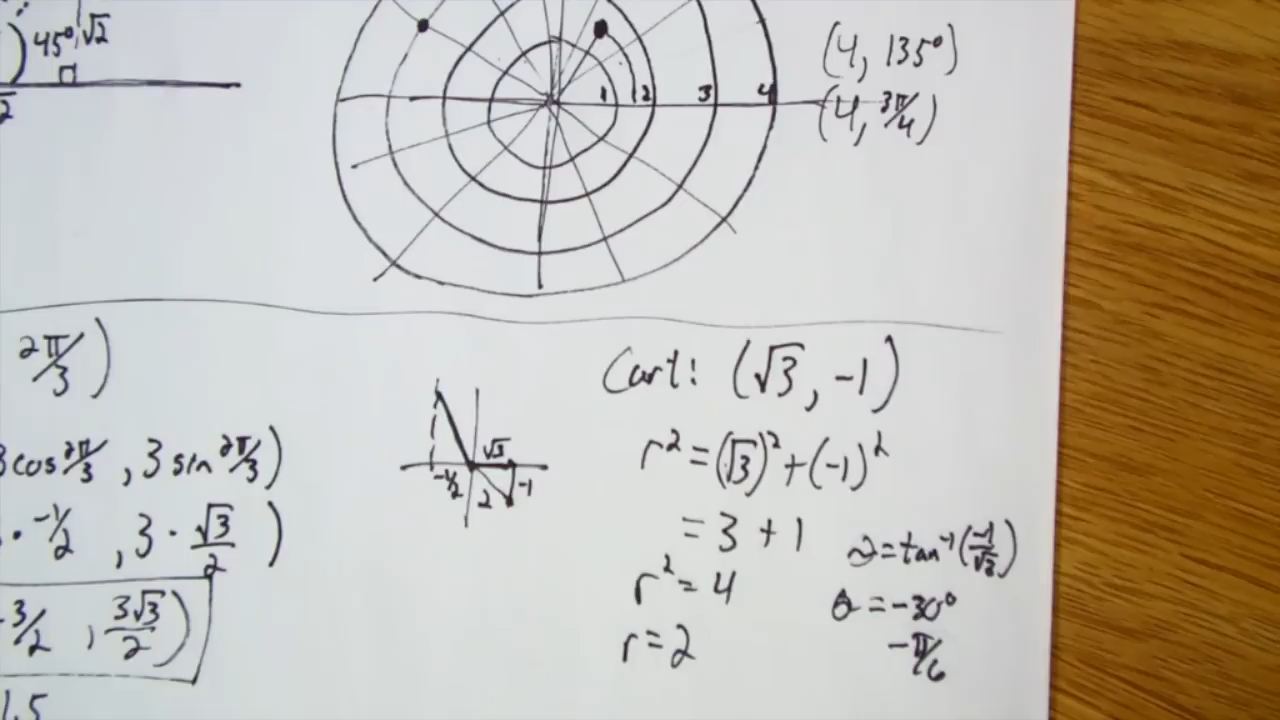 45° √2
1 2 3 4
(4, 135°)
(4, 3π/4)
2π/3)
Cart: (√3, -1)
3cos 2π/3, 3 sin 2π/3)
√3
-1/2 2 -1
r² = (√3)² + (-1)²
· -1/2, 3 · √3/2)
= 3 + 1
= tan⁻¹(-1/√3)
r² = 4
θ = -30°
-3/2, 3√3/2)
r = 2
-π/6
1.5